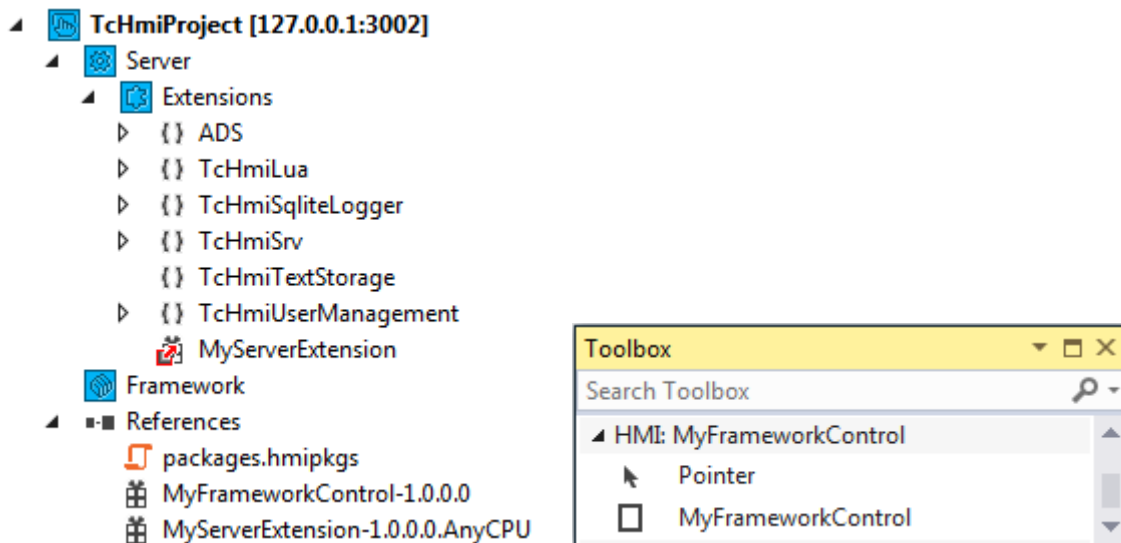 TcHmiProject [127.0.0.1:3002]
Server
Extensions
{} ADS
{} TcHmiLua
{} TcHmiSqliteLogger
{} TcHmiSrv
{} TcHmiTextStorage
{} TcHmiUserManagement
MyServerExtension
Framework
References
packages.hmipkgs
MyFrameworkControl-1.0.0.0
MyServerExtension-1.0.0.0.AnyCPU
Toolbox
Search Toolbox
HMI: MyFrameworkControl
Pointer
MyFrameworkControl